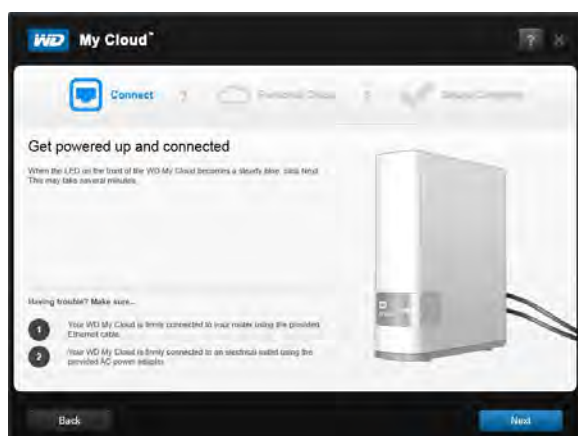 WD My Cloud™
?
Connect
Personal Cloud
Get powered up and connected
When the LED on the front of the WD My Cloud becomes a steady blue, click Next.
This may take several minutes.
Having trouble? Make sure...
1 Your WD My Cloud is firmly connected to your router using the provided
Ethernet cable.
2 Your WD My Cloud is firmly connected to an electrical outlet using the
provided AC power adapter.
Back
Next